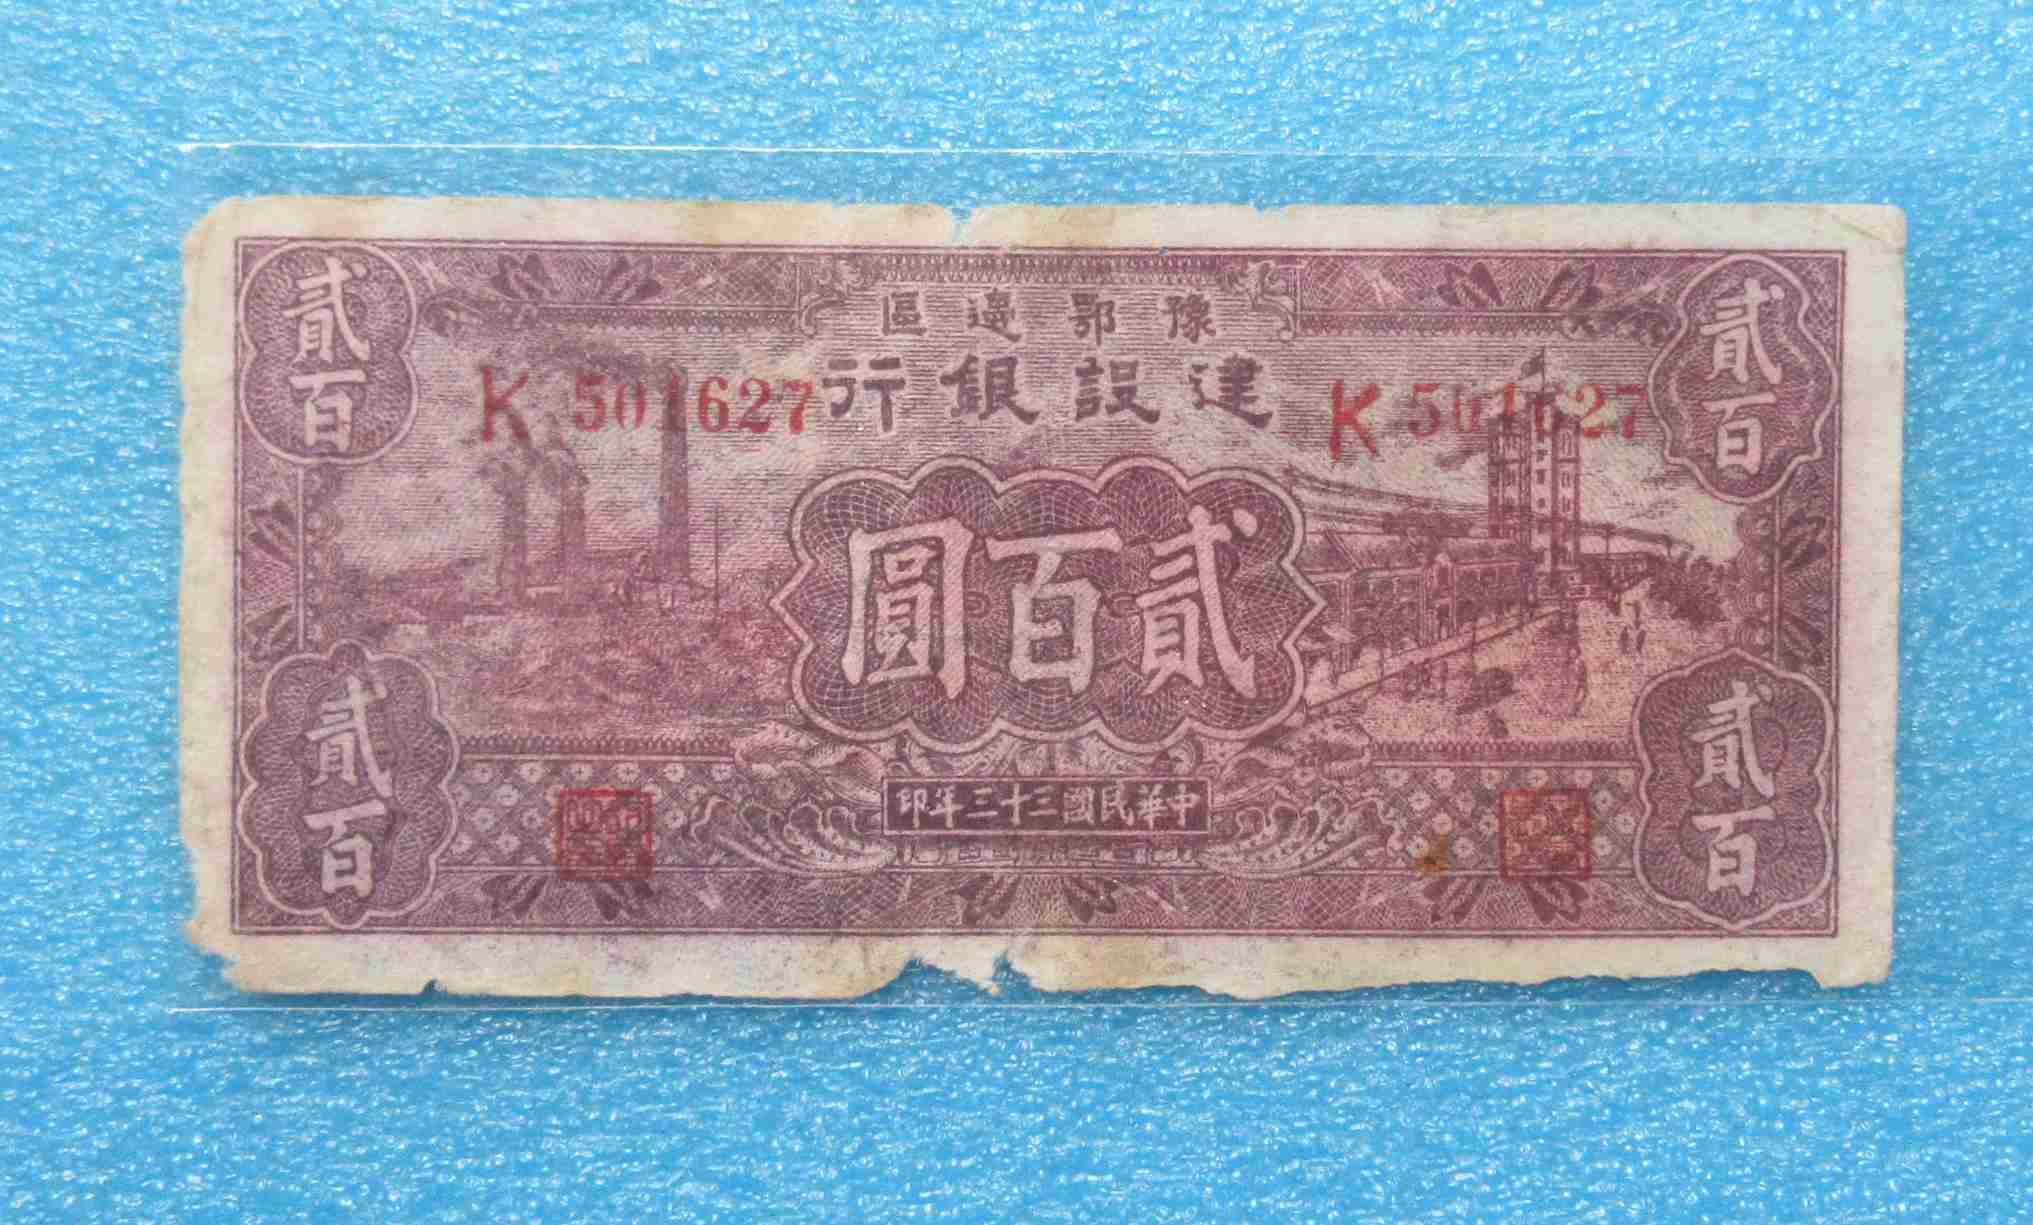 豫鄂邊區
建設銀行
K 501627
K 501627
貳百
貳百
貳百圓
貳百
貳百
中華民國三十三年印